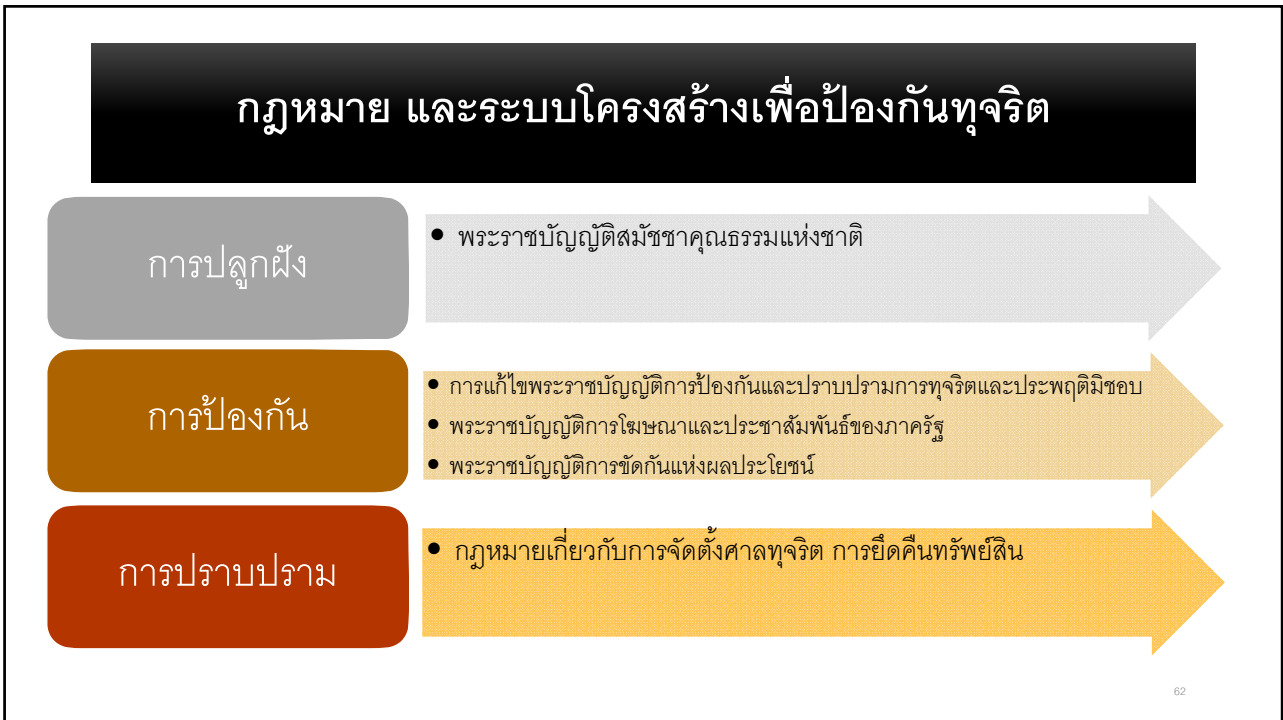 กฎหมาย และระบบโครงสร้างเพื่อป้องกันทุจริต
การปลูกฝัง
● พระราชบัญญัติสมัชชาคุณธรรมแห่งชาติ
การป้องกัน
● การแก้ไขพระราชบัญญัติการป้องกันและปราบปรามการทุจริตและประพฤติมิชอบ
● พระราชบัญญัติการโฆษณาและประชาสัมพันธ์ของภาครัฐ
● พระราชบัญญัติการขัดกันแห่งผลประโยชน์
การปราบปราม
● กฎหมายเกี่ยวกับการจัดตั้งศาลทุจริต การยึดคืนทรัพย์สิน
62